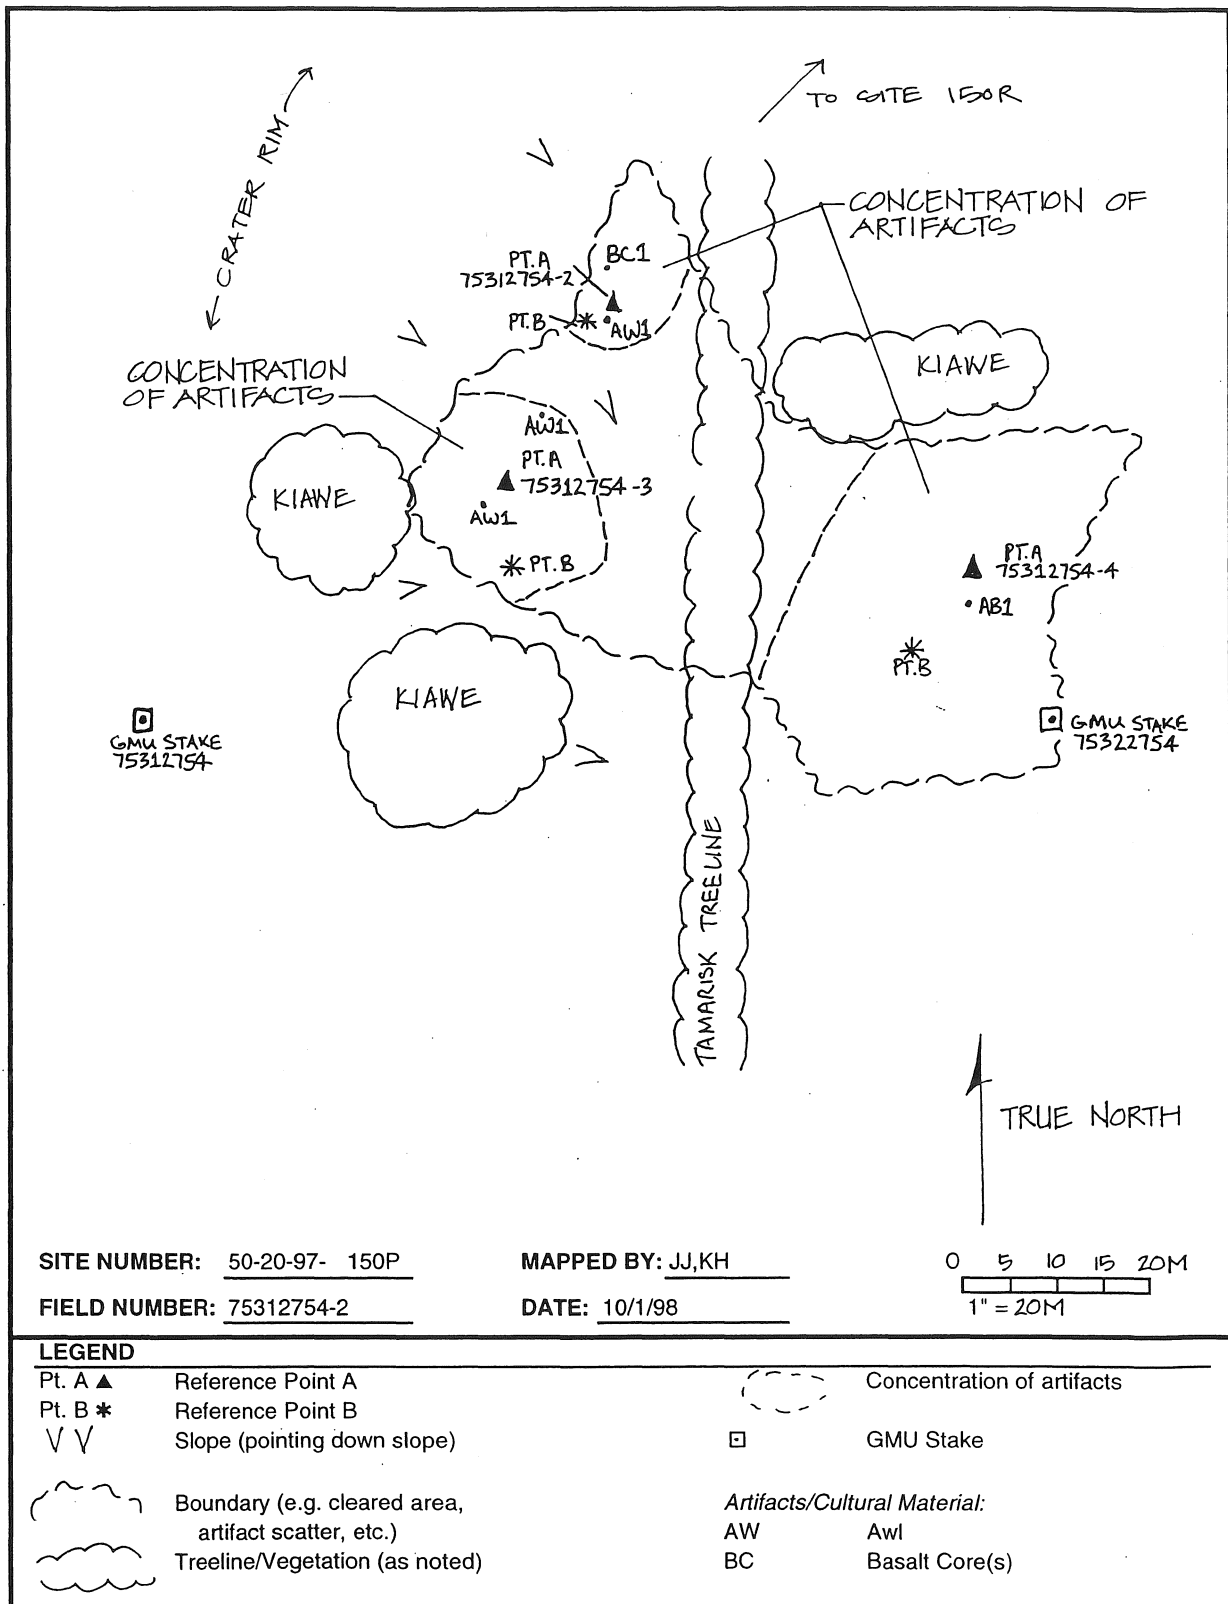 TO SITE 150R
CRATER RIM
CONCENTRATION OF
ARTIFACTS
BC1
PT.A
75312754-2
PT.B
AW1
CONCENTRATION
OF ARTIFACTS
KIAWE
AW1
PT.A
75312754-3
KIAWE
AW1
PT.B
PT.A
75312754-4
AB1
PT.B
KIAWE
GMU STAKE
75312754
GMU STAKE
75322754
TAMARISK TREELINE
TRUE NORTH
SITE NUMBER: 50-20-97- 150P
MAPPED BY: JJ,KH
0 5 10 15 20M
FIELD NUMBER: 75312754-2
DATE: 10/1/98
1" = 20M
LEGEND
Pt. A Reference Point A
Concentration of artifacts
Pt. B Reference Point B
Slope (pointing down slope)
GMU Stake
Boundary (e.g. cleared area,
artifact scatter, etc.)
Artifacts/Cultural Material:
AW Awl
Treeline/Vegetation (as noted)
BC Basalt Core(s)